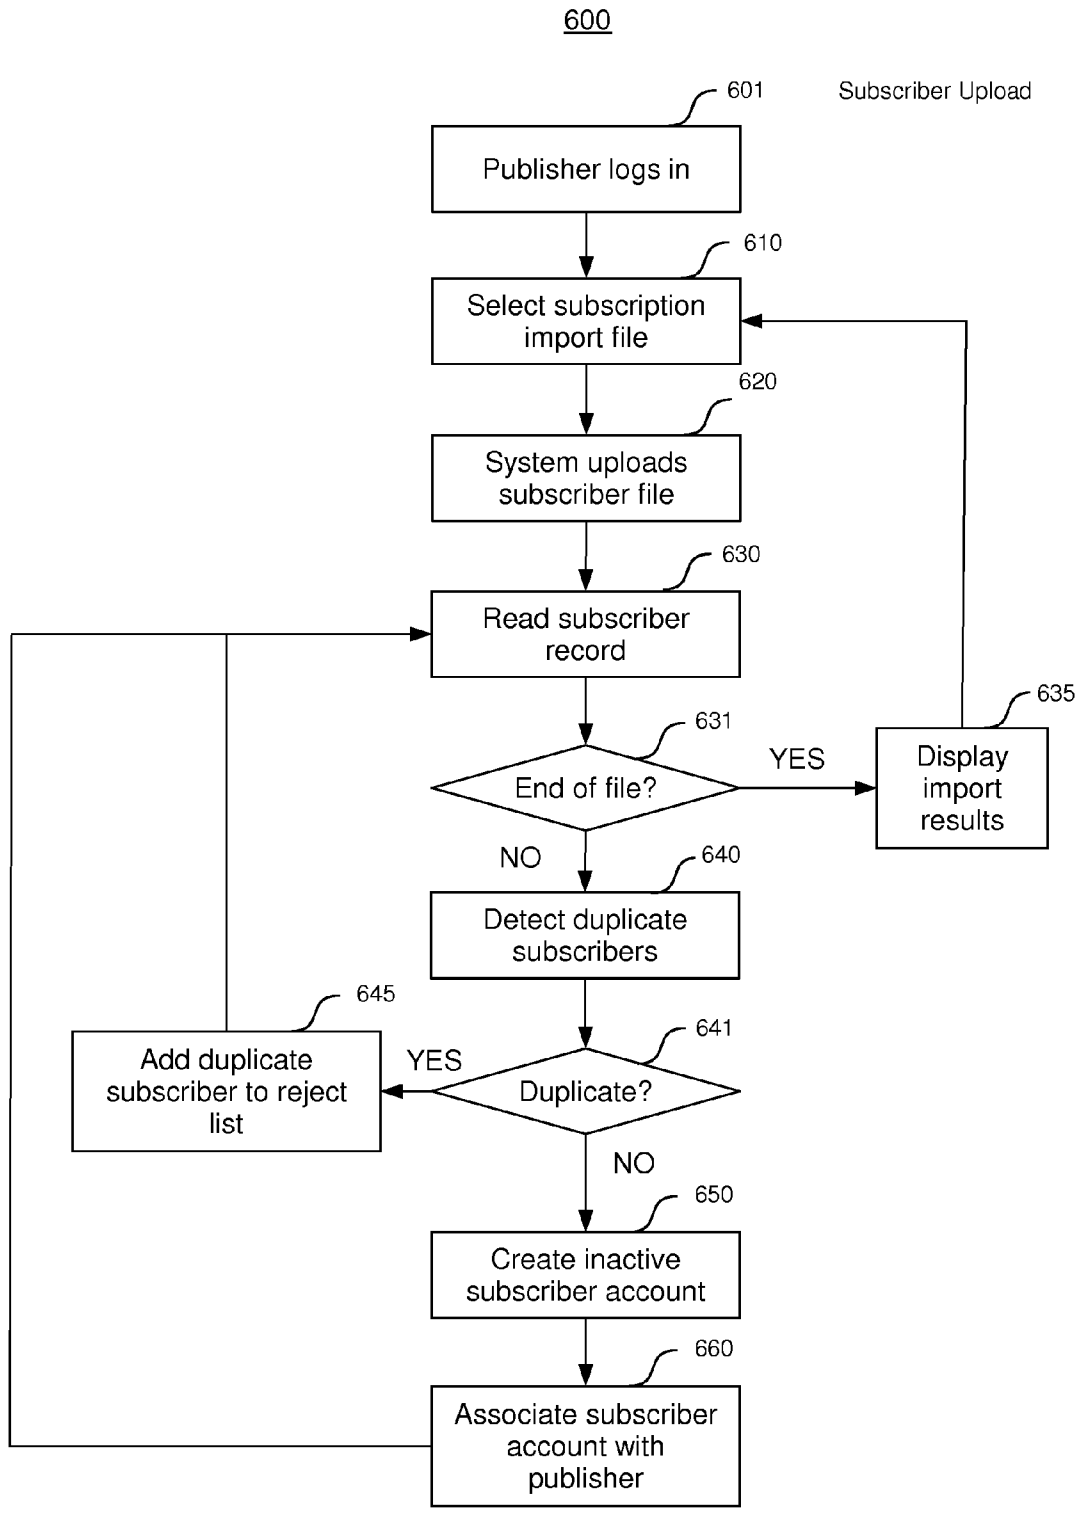 600
601
Subscriber Upload
Publisher logs in
610
Select subscription
import file
620
System uploads
subscriber file
630
Read subscriber
record
631
635
End of file?
YES
Display
import
results
NO
640
Detect duplicate
subscribers
645
641
Add duplicate
subscriber to reject
list
YES
Duplicate?
NO
650
Create inactive
subscriber account
660
Associate subscriber
account with
publisher